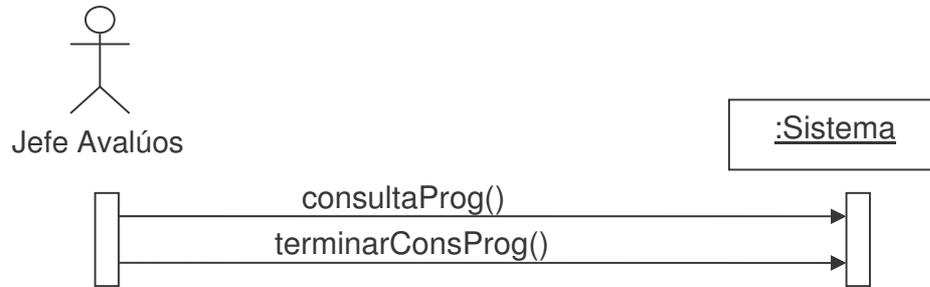 Jefe Avalúos
:Sistema
consultaProg()
terminarConsProg()